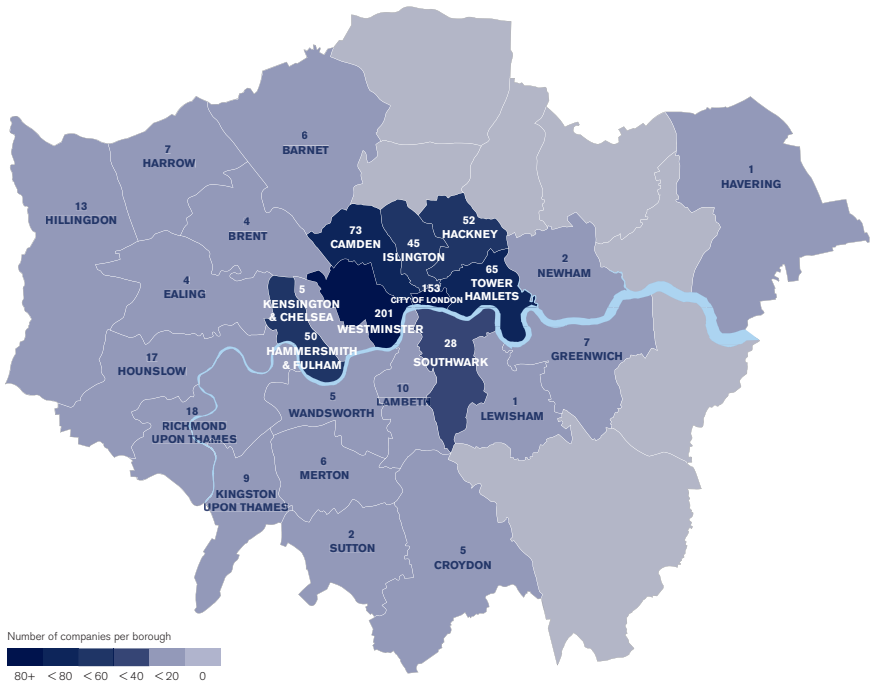 6
BARNET
7
HARROW
1
HAVERING
13
HILLINGDON
4
BRENT
73
CAMDEN
45
ISLINGTON
52
HACKNEY
2
NEWHAM
65
TOWER
HAMLETS
4
EALING
5
KENSINGTON
& CHELSEA
153
CITY OF LONDON
201
WESTMINSTER
50
HAMMERSMITH
& FULHAM
28
SOUTHWARK
7
GREENWICH
17
HOUNSLOW
18
RICHMOND
UPON THAMES
5
WANDSWORTH
10
LAMBETH
1
LEWISHAM
6
MERTON
9
KINGSTON
UPON THAMES
2
SUTTON
5
CROYDON
Number of companies per borough
80+ <80 <60 <40 <20 0